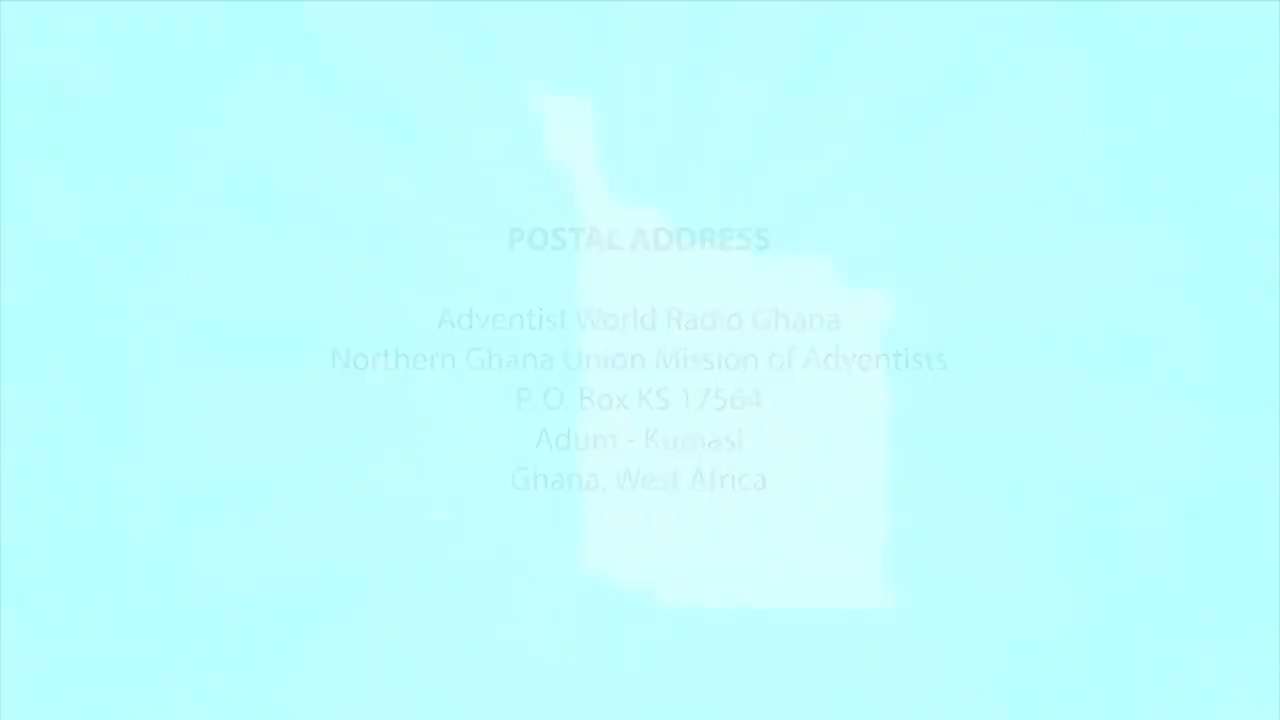 POSTAL ADDRESS
Adventist World Radio Ghana
Northern Ghana Union Mission of Adventists
P. O. Box KS 17564
Adum - Kumasi
Ghana, West Africa